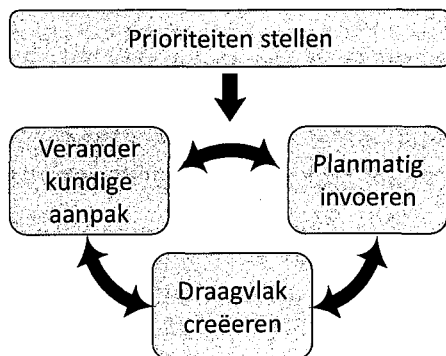 Prioriteiten stellen
Verander
kundige
aanpak
Planmatig
invoeren
Draagvlak
creëeren